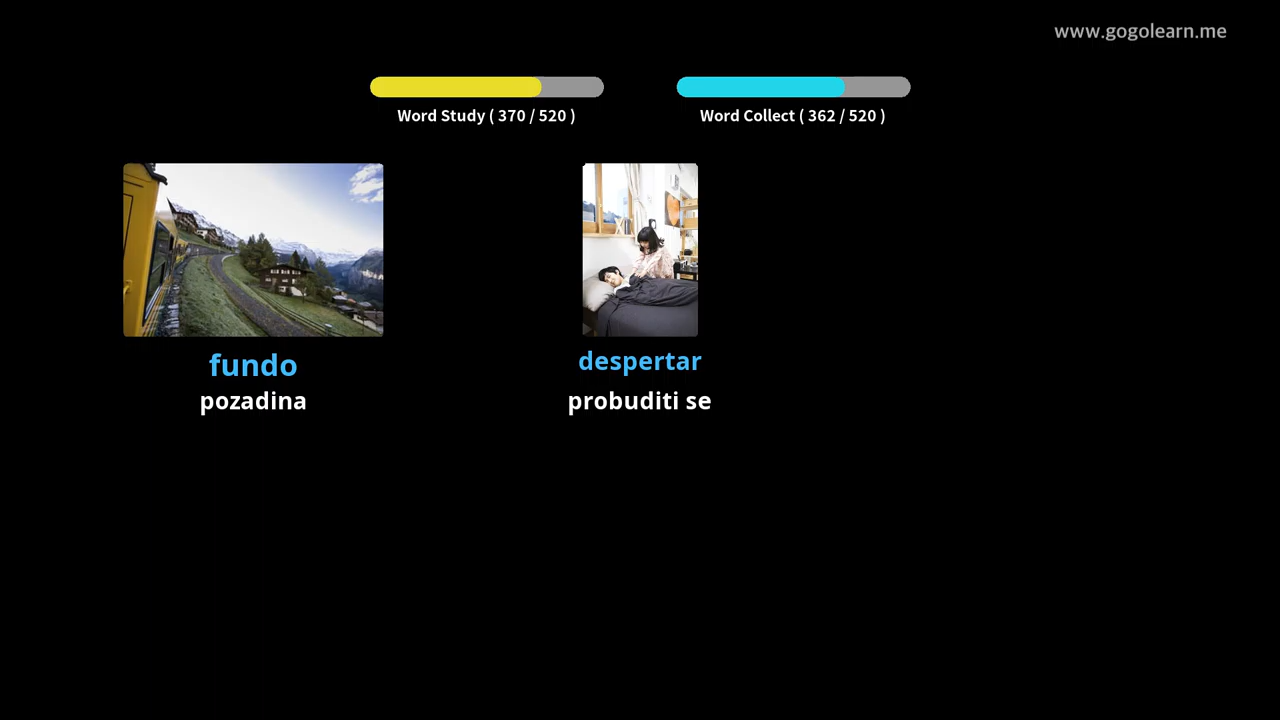 www.gogolearn.me
Word Study ( 370 / 520 )
Word Collect ( 362 / 520 )
fundo
pozadina
despertar
probuditi se